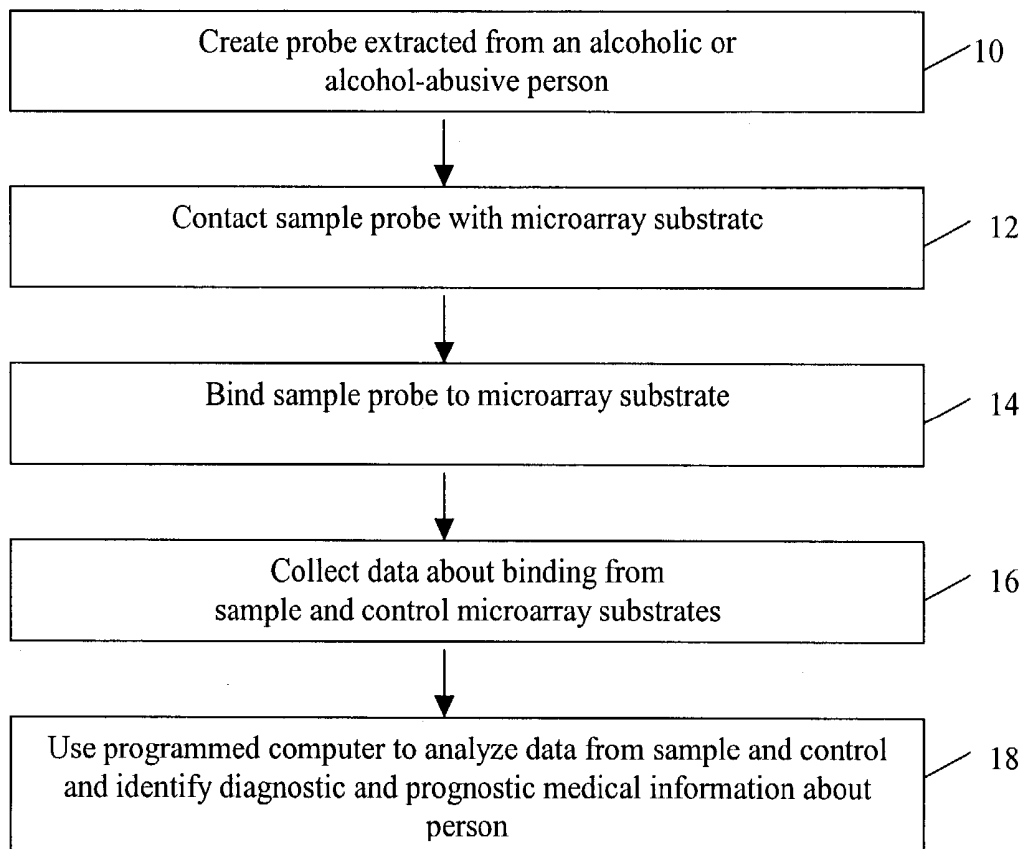 Create probe extracted from an alcoholic or
alcohol-abusive person
10
Contact sample probe with microarray substrate
12
Bind sample probe to microarray substrate
14
Collect data about binding from
sample and control microarray substrates
16
Use programmed computer to analyze data from sample and control
and identify diagnostic and prognostic medical information about
person
18